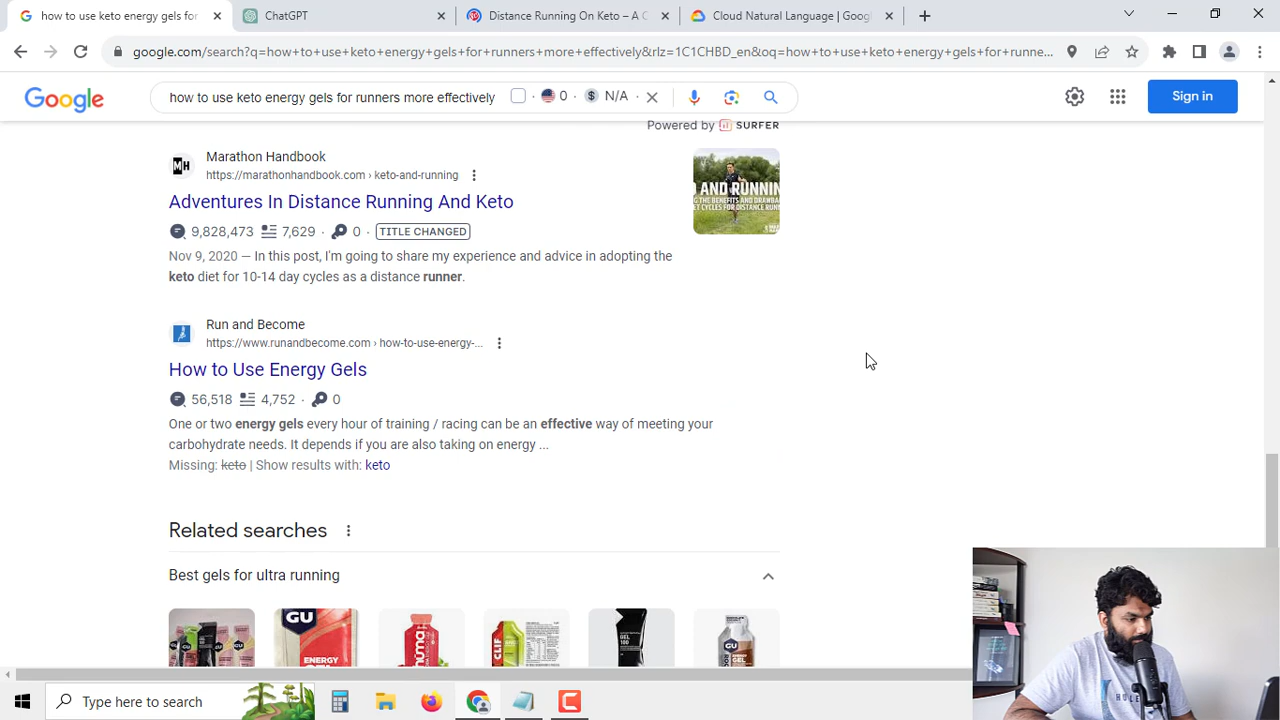 how to use keto energy gels for
ChatGPT
Distance Running On Keto – A C
Cloud Natural Language | Googl
google.com/search?q=how+to+use+keto+energy+gels+for+runners+more+effectively&rlz=1C1CHBD_en&oq=how+to+use+keto+energy+gels+for+runne...
Google
how to use keto energy gels for runners more effectively
0 · $ N/A ·
Sign in
Powered by SURFER
MH
Marathon Handbook
https://marathonhandbook.com › keto-and-running
Adventures In Distance Running And Keto
9,828,473 7,629 · 0 · TITLE CHANGED
Nov 9, 2020 — In this post, I'm going to share my experience and advice in adopting the
keto diet for 10-14 day cycles as a distance runner.
Run and Become
https://www.runandbecome.com › how-to-use-energy-...
How to Use Energy Gels
56,518 4,752 · 0
One or two energy gels every hour of training / racing can be an effective way of meeting your
carbohydrate needs. It depends if you are also taking on energy ...
Missing: keto | Show results with: keto
Related searches
Best gels for ultra running
GU
Type here to search